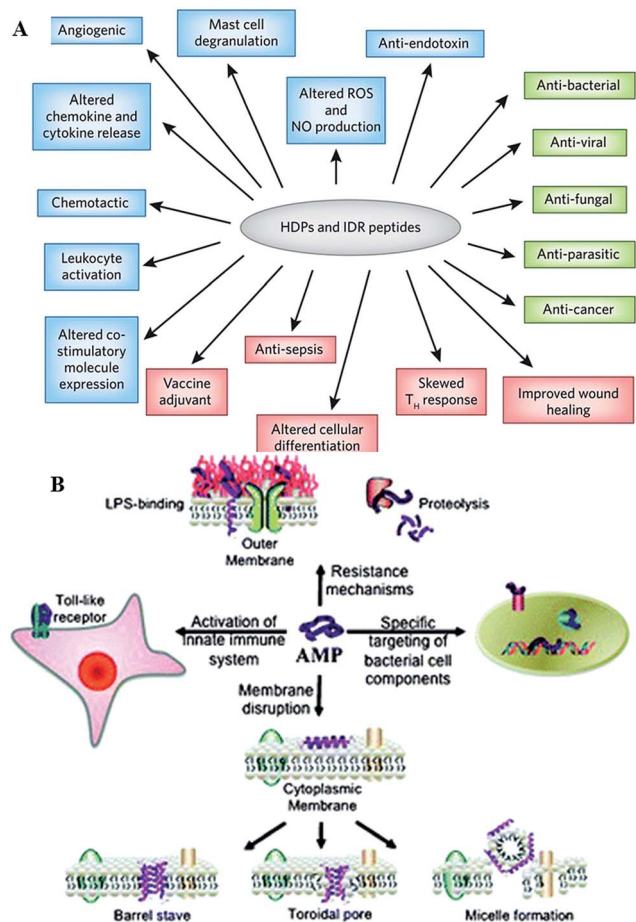 A
Angiogenic
Mast cell
degranulation
Anti-endotoxin
Altered
chemokine and
cytokine release
Altered ROS
and
NO production
Anti-bacterial
Anti-viral
Chemotactic
HDPs and IDR peptides
Anti-fungal
Leukocyte
activation
Anti-parasitic
Anti-cancer
Altered co-
stimulatory
molecule
expression
Vaccine
adjuvant
Anti-sepsis
Altered cellular
differentiation
Skewed
TH response
Improved wound
healing
B
LPS-binding
Outer
Membrane
Proteolysis
Resistance
mechanisms
Toll-like
receptor
Activation of
innate immune
system
AMP
Specific
targeting of
bacterial cell
components
Membrane
disruption
Cytoplasmic
Membrane
Barrel stave
Toroidal pore
Micelle formation